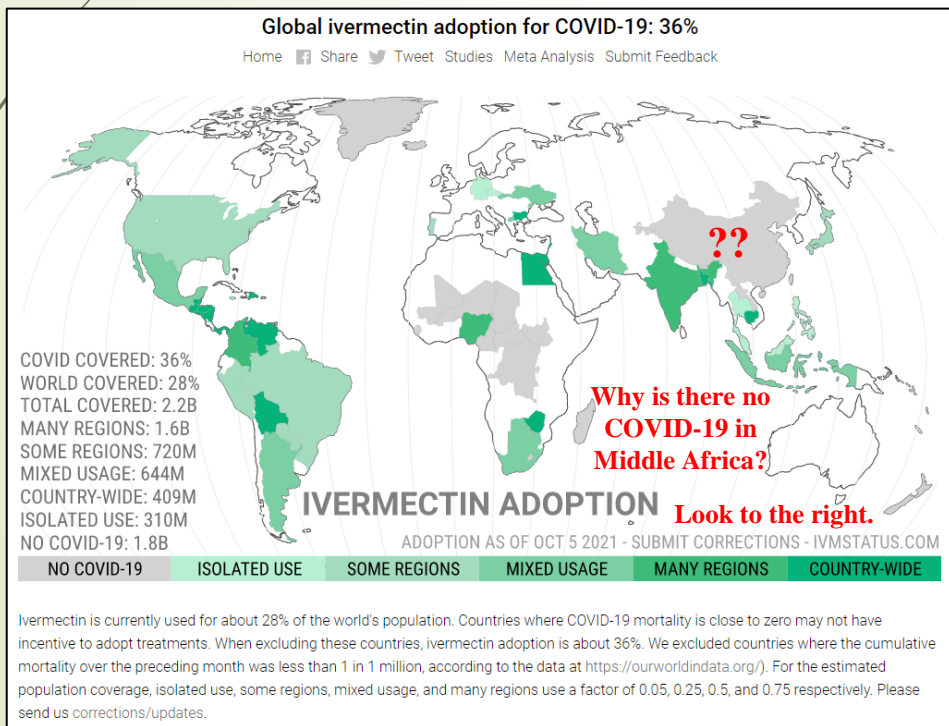 Global ivermectin adoption for COVID-19: 36%
Home Share Tweet Studies Meta Analysis Submit Feedback
??
COVID COVERED: 36%
WORLD COVERED: 28%
TOTAL COVERED: 2.2B
MANY REGIONS: 1.6B
SOME REGIONS: 720M
MIXED USAGE: 644M
COUNTRY-WIDE: 409M
ISOLATED USE: 310M
NO COVID-19: 1.8B
Why is there no
COVID-19 in
Middle Africa?
IVERMECTIN ADOPTION
Look to the right.
ADOPTION AS OF OCT 5 2021 - SUBMIT CORRECTIONS - IVMSTATUS.COM
NO COVID-19 ISOLATED USE SOME REGIONS MIXED USAGE MANY REGIONS COUNTRY-WIDE
Ivermectin is currently used for about 28% of the world's population. Countries where COVID-19 mortality is close to zero may not have
incentive to adopt treatments. When excluding these countries, ivermectin adoption is about 36%. We excluded countries where the cumulative
mortality over the preceding month was less than 1 in 1 million, according to the data at https://ourworldindata.org/). For the estimated
population coverage, isolated use, some regions, mixed usage, and many regions use a factor of 0.05, 0.25, 0.5, and 0.75 respectively. Please
send us corrections/updates.